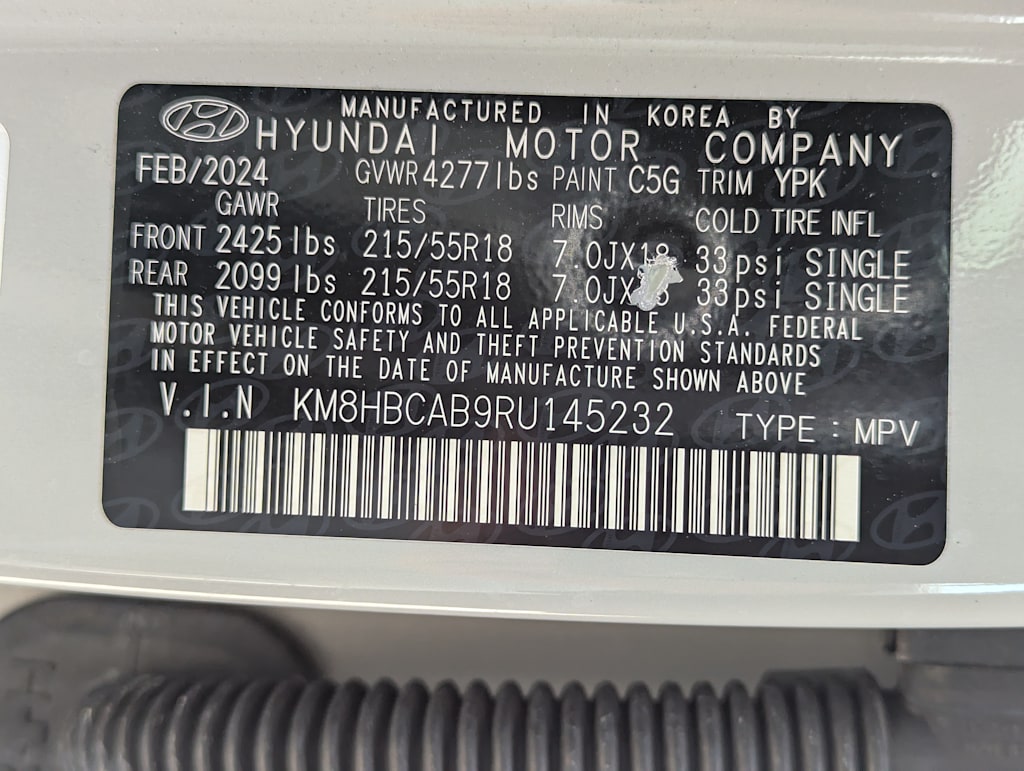 MANUFACTURED IN KOREA BY
HYUNDAI MOTOR COMPANY
FEB/2024 GVWR 4277lbs PAINT C5G TRIM YPK
GAWR TIRES RIMS COLD TIRE INFL
FRONT 2425 lbs 215/55R18 7.0JX18 33psi SINGLE
REAR 2099 lbs 215/55R18 33psi SINGLE
THIS VEHICLE CONFORMS TO ALL APPLICABLE U.S.A. FEDERAL
MOTOR VEHICLE SAFETY AND THEFT PREVENTION STANDARDS
IN EFFECT ON THE DATE OF MANUFACTURE SHOWN ABOVE
V.I.N KM8HBCAB9RU145232 TYPE : MPV